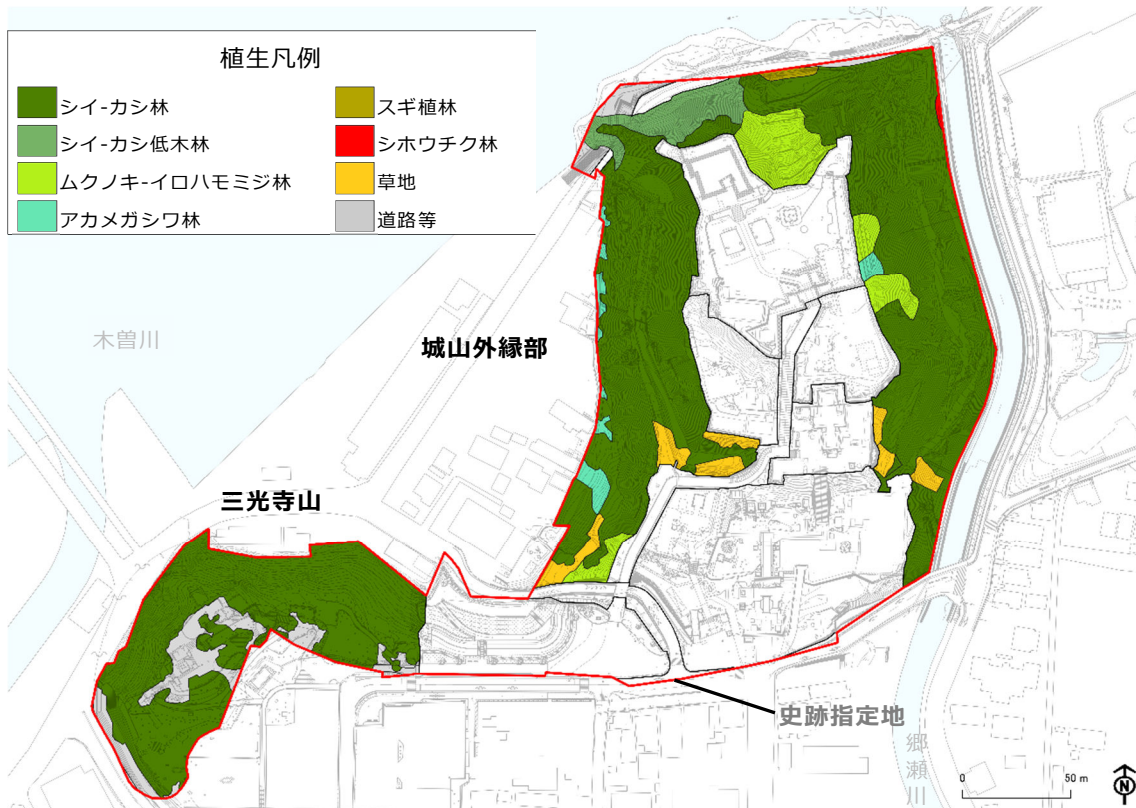 植生凡例
シイ-カシ林
シイ-カシ低木林
ムクノキ-イロハモミジ林
アカメガシワ林
スギ植林
シホウチク林
草地
道路等
木曽川
城山外縁部
三光寺山
史跡指定地
郷瀬川
0 50 m
N